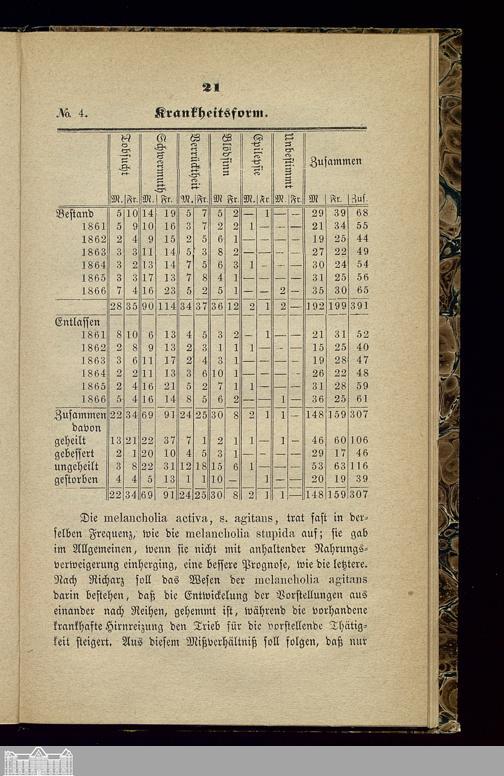 21
No. 4. Krankheitsform.
Tobsucht Schwermuth Verrücktheit Blödsinn Epilepsie Unbestimmt Zusammen
M. Fr. M. Fr. M. Fr. M Fr. M. Fr M. Fr. M Fr. Zus.
Bestand 5 10 14 19 5 7 5 2 — 1 — — 29 39 68
1861 5 9 10 16 3 7 2 2 1 — — — 21 34 55
1862 2 4 9 15 2 5 6 1 — — — — 19 25 44
1863 3 3 11 14 5 3 8 2 — — — — 27 22 49
1864 3 2 13 14 7 5 6 3 1 — — — 30 24 54
1865 3 3 17 13 7 8 4 1 — — — — 31 25 56
1866 7 4 16 23 5 2 5 1 — — 2 — 35 30 65
28 35 90 114 34 37 36 12 2 1 2 — 192 199 391
Entlassen
1861 8 10 6 13 4 5 3 2 — 1 — — 21 31 52
1862 2 8 9 13 2 3 1 1 1 — — — 15 25 40
1863 3 6 11 17 2 4 3 1 — — — — 19 28 47
1864 2 2 11 13 3 6 10 1 — — — — 26 22 48
1865 2 4 16 21 5 2 7 1 1 — — — 31 28 59
1866 5 4 16 14 8 5 6 2 — — 1 — 36 25 61
Zusammen 22 34 69 91 24 25 30 8 2 1 1 — 148 159 307
davon
geheilt 13 21 22 37 7 1 2 1 1 — 1 — 46 60 106
gebessert 2 1 20 10 4 5 3 1 — — — — 29 17 46
ungeheilt 3 8 22 31 12 18 15 6 1 — — — 53 63 116
gestorben 4 4 5 13 1 1 10 — 1 — — 20 19 39
22 34 69 91 24 25 30 8 2 1 1 — 148 159 307
Die melancholia activa, s. agitans, trat fast in der-
selben Frequenz, wie die melancholia stupida auf; sie gab
im Allgemeinen, wenn sie nicht mit anhaltender Nahrungs-
verweigerung einherging, eine bessere Prognose, wie die letztere.
Nach Richarz soll das Wesen der melancholia agitans
darin bestehen, daß die Entwickelung der Vorstellungen aus
einander nach Reihen, gehemmt ist, während die vorhandene
krankhafte Hirnreizung den Trieb für die vorstellende Thätig-
keit steigert. Aus diesem Mißverhältniß soll folgen, daß nur